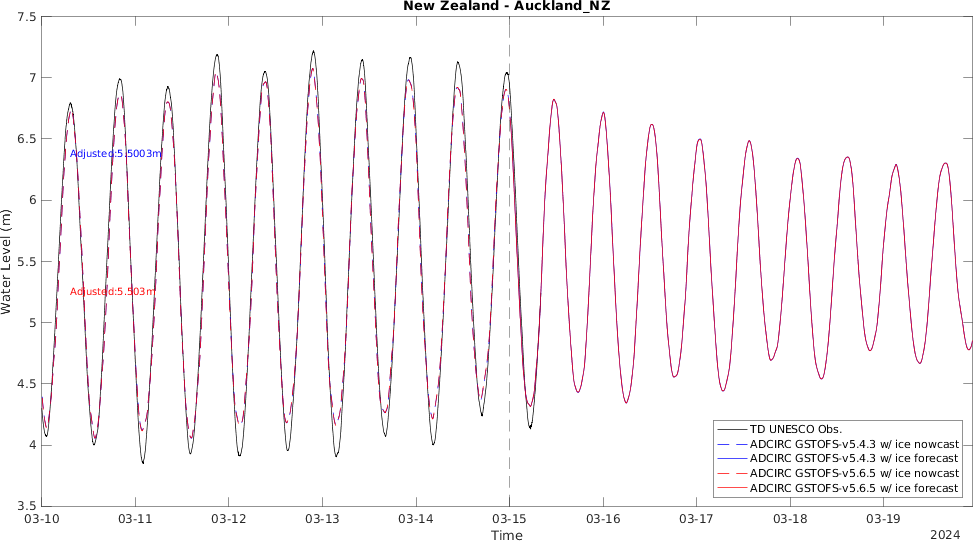 New Zealand - Auckland_NZ
7.5
7
6.5
6
5.5
5
4.5
4
3.5
Water Level (m)
Adjusted:5.5003m
Adjusted:5.503m
TD UNESCO Obs.
ADCIRC GSTOFS-v5.4.3 w/ ice nowcast
ADCIRC GSTOFS-v5.4.3 w/ ice forecast
ADCIRC GSTOFS-v5.6.5 w/ ice nowcast
ADCIRC GSTOFS-v5.6.5 w/ ice forecast
03-10 03-11 03-12 03-13 03-14 03-15 03-16 03-17 03-18 03-19
Time
2024